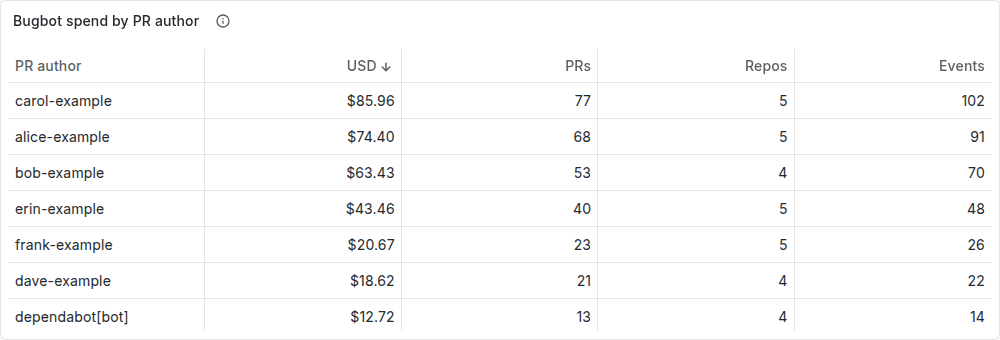 Bugbot spend by PR author
PR author USD ↓ PRs Repos Events
carol-example $85.96 77 5 102
alice-example $74.40 68 5 91
bob-example $63.43 53 4 70
erin-example $43.46 40 5 48
frank-example $20.67 23 5 26
dave-example $18.62 21 4 22
dependabot[bot] $12.72 13 4 14